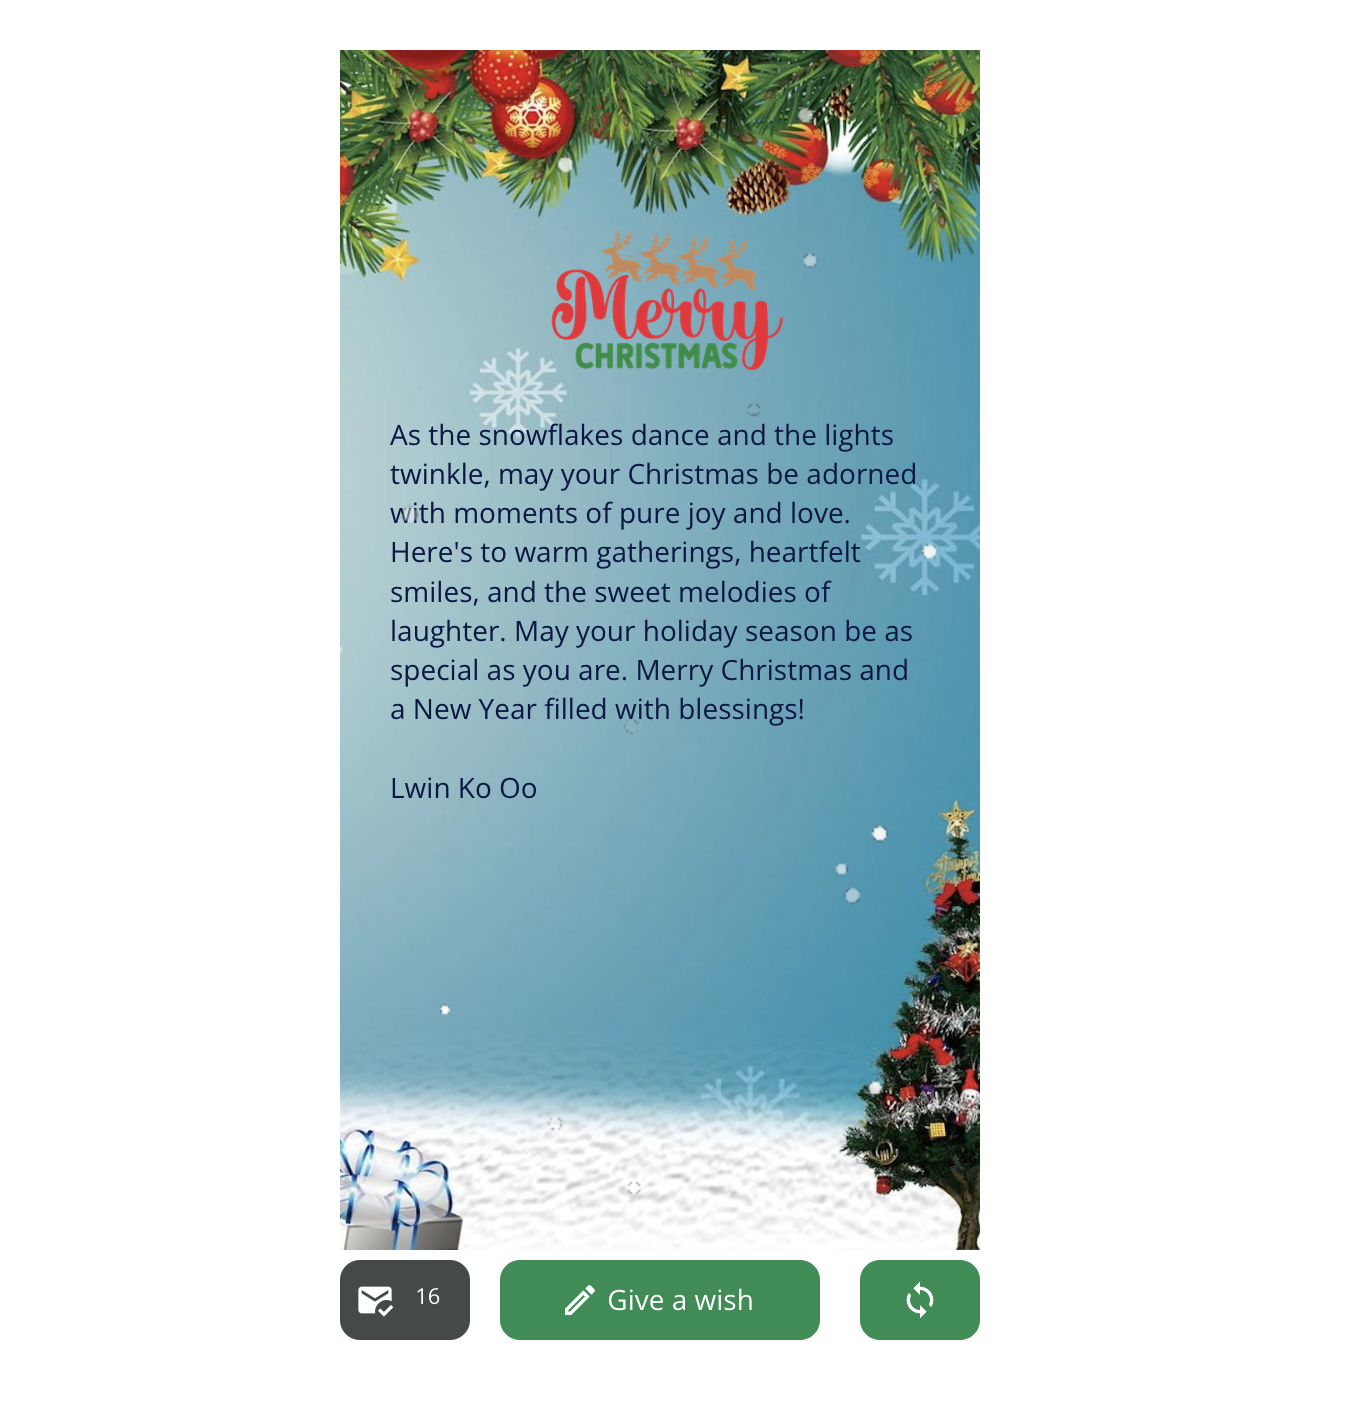 Merry
CHRISTMAS
As the snowflakes dance and the lights
twinkle, may your Christmas be adorned
with moments of pure joy and love.
Here's to warm gatherings, heartfelt
smiles, and the sweet melodies of
laughter. May your holiday season be as
special as you are. Merry Christmas and
a New Year filled with blessings!
Lwin Ko Oo
16
Give a wish